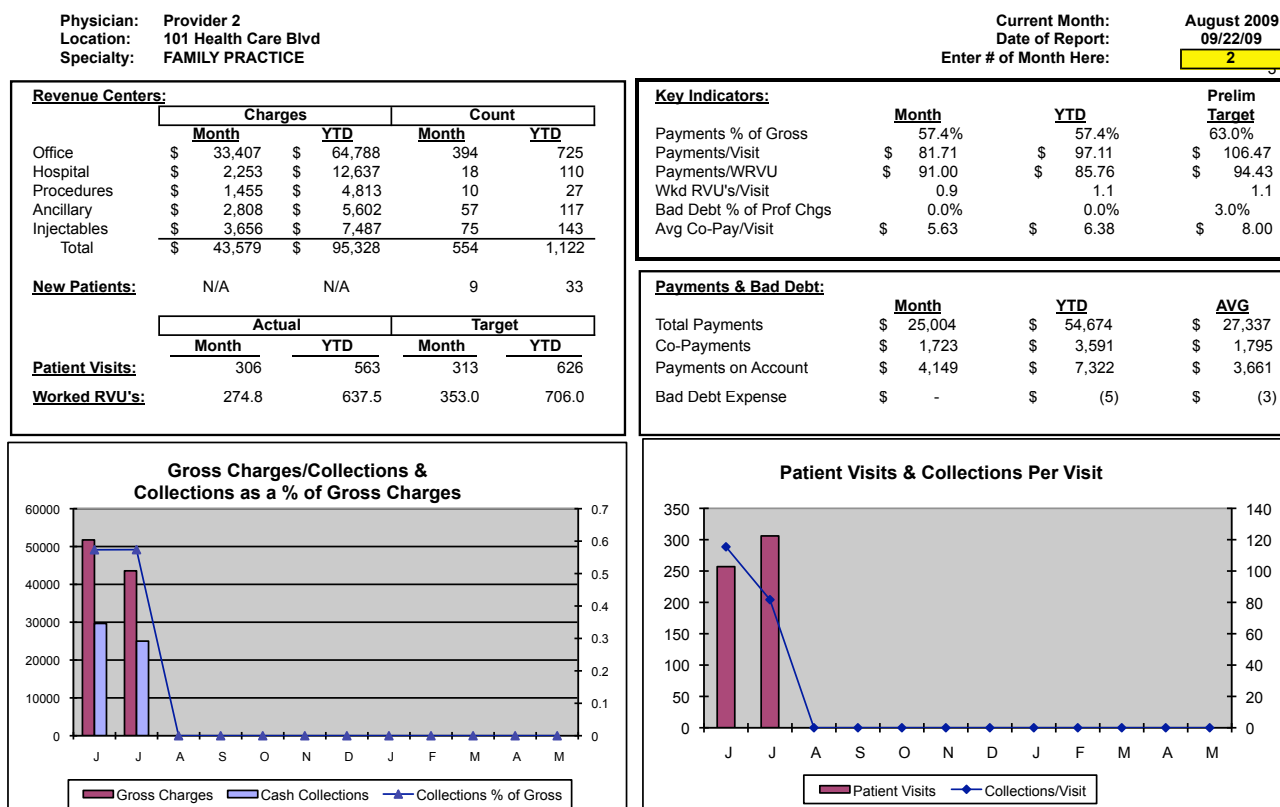 Physician: Provider 2
Location: 101 Health Care Blvd
Specialty: FAMILY PRACTICE
Current Month: August 2009
Date of Report: 09/22/09
Enter # of Month Here: 2
Revenue Centers:
Charges Count
Month YTD Month YTD
Office $ 33,407 $ 64,788 394 725
Hospital $ 2,253 $ 12,637 18 110
Procedures $ 1,455 $ 4,813 10 27
Ancillary $ 2,808 $ 5,602 57 117
Injectables $ 3,656 $ 7,487 75 143
Total $ 43,579 $ 95,328 554 1,122
New Patients: N/A N/A 9 33
Actual Target
Month YTD Month YTD
Patient Visits: 306 563 313 626
Worked RVU's: 274.8 637.5 353.0 706.0
Key Indicators: Prelim
Month YTD Target
Payments % of Gross 57.4% 57.4% 63.0%
Payments/Visit $ 81.71 $ 97.11 $ 106.47
Payments/WRVU $ 91.00 $ 85.76 $ 94.43
Wkd RVU's/Visit 0.9 1.1 1.1
Bad Debt % of Prof Chgs 0.0% 0.0% 3.0%
Avg Co-Pay/Visit $ 5.63 $ 6.38 $ 8.00
Payments & Bad Debt:
Month YTD AVG
Total Payments $ 25,004 $ 54,674 $ 27,337
Co-Payments $ 1,723 $ 3,591 $ 1,795
Payments on Account $ 4,149 $ 7,322 $ 3,661
Bad Debt Expense $ - $ (5) $ (3)
Gross Charges/Collections &
Collections as a % of Gross Charges
60000 0.7
50000 0.6
40000 0.5
30000 0.4
20000 0.3
10000 0.2
0 0.1
0
J J A S O N D J F M A M
Gross Charges Cash Collections Collections % of Gross
Patient Visits & Collections Per Visit
350 140
300 120
250 100
200 80
150 60
100 40
50 20
0 0
J J A S O N D J F M A M
Patient Visits Collections/Visit